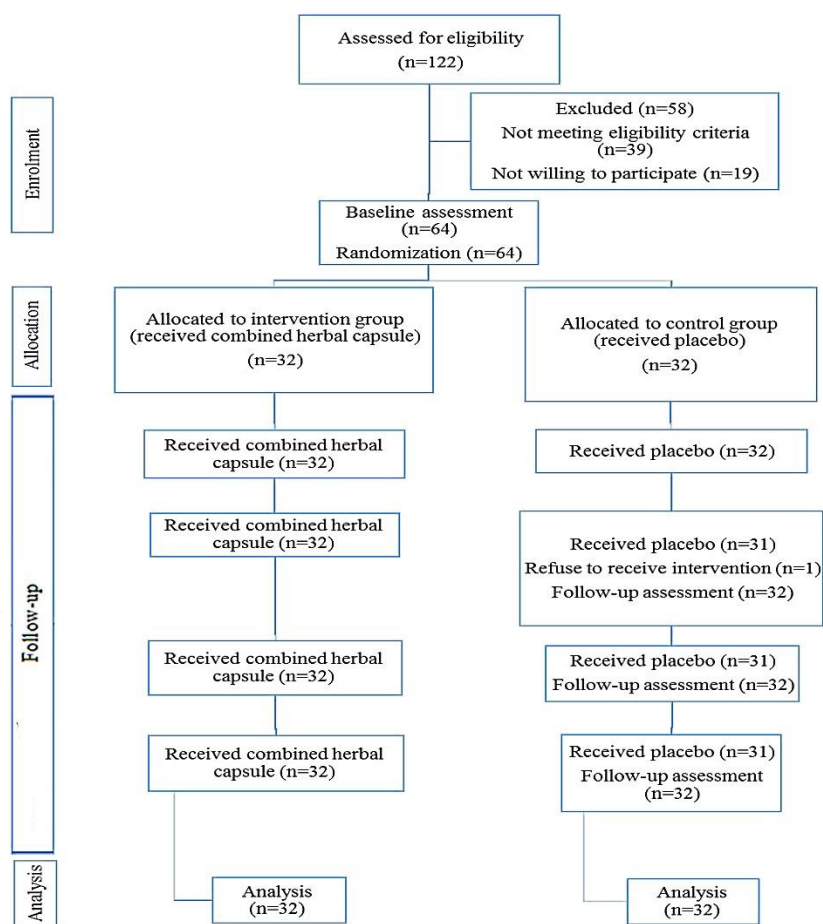 Assessed for eligibility
(n=122)
Enrolment
Excluded (n=58)
Not meeting eligibility criteria
(n=39)
Not willing to participate (n=19)
Baseline assessment
(n=64)
Randomization (n=64)
Allocation
Allocated to intervention group
(received combined herbal capsule)
(n=32)
Allocated to control group
(received placebo)
(n=32)
Follow-up
Received combined herbal
capsule (n=32)
Received placebo (n=32)
Received combined herbal
capsule (n=32)
Received placebo (n=31)
Refuse to receive intervention (n=1)
Follow-up assessment (n=32)
Received combined herbal
capsule (n=32)
Received placebo (n=31)
Follow-up assessment (n=32)
Received combined herbal
capsule (n=32)
Received placebo (n=31)
Follow-up assessment
(n=32)
Analysis
Analysis
(n=32)
Analysis
(n=32)